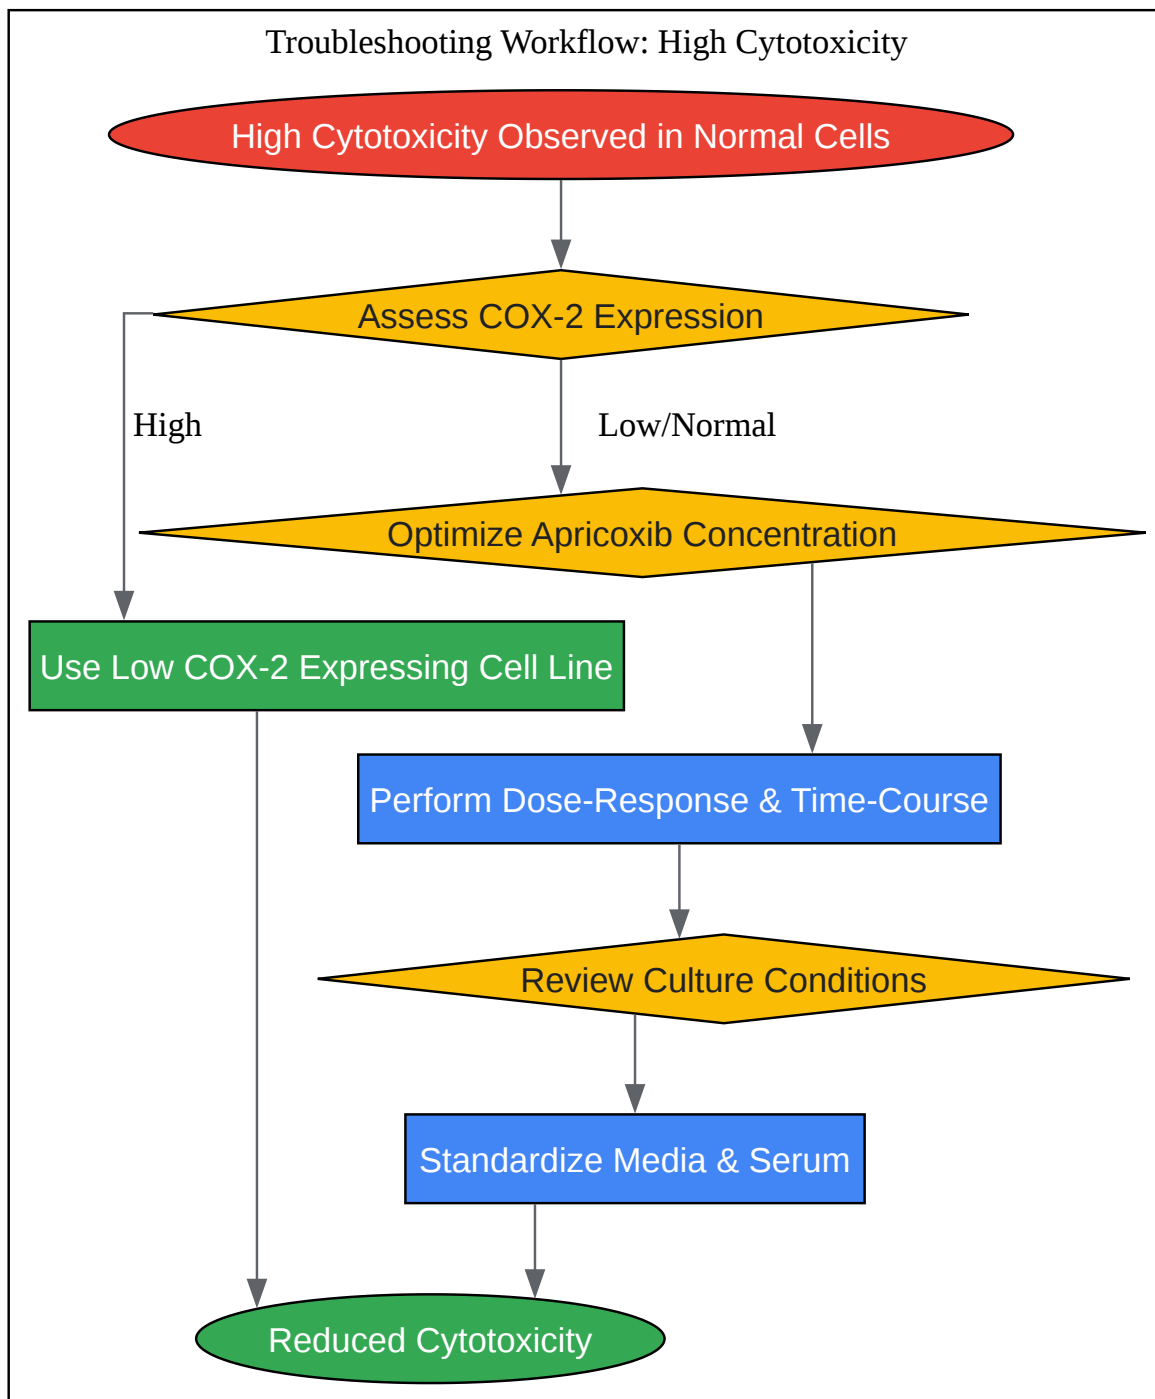 Troubleshooting Workflow: High Cytotoxicity
High Cytotoxicity Observed in Normal Cells
Assess COX-2 Expression
High
Low/Normal
Optimize Apricoxib Concentration
Use Low COX-2 Expressing Cell Line
Perform Dose-Response & Time-Course
Review Culture Conditions
Standardize Media & Serum
Reduced Cytotoxicity